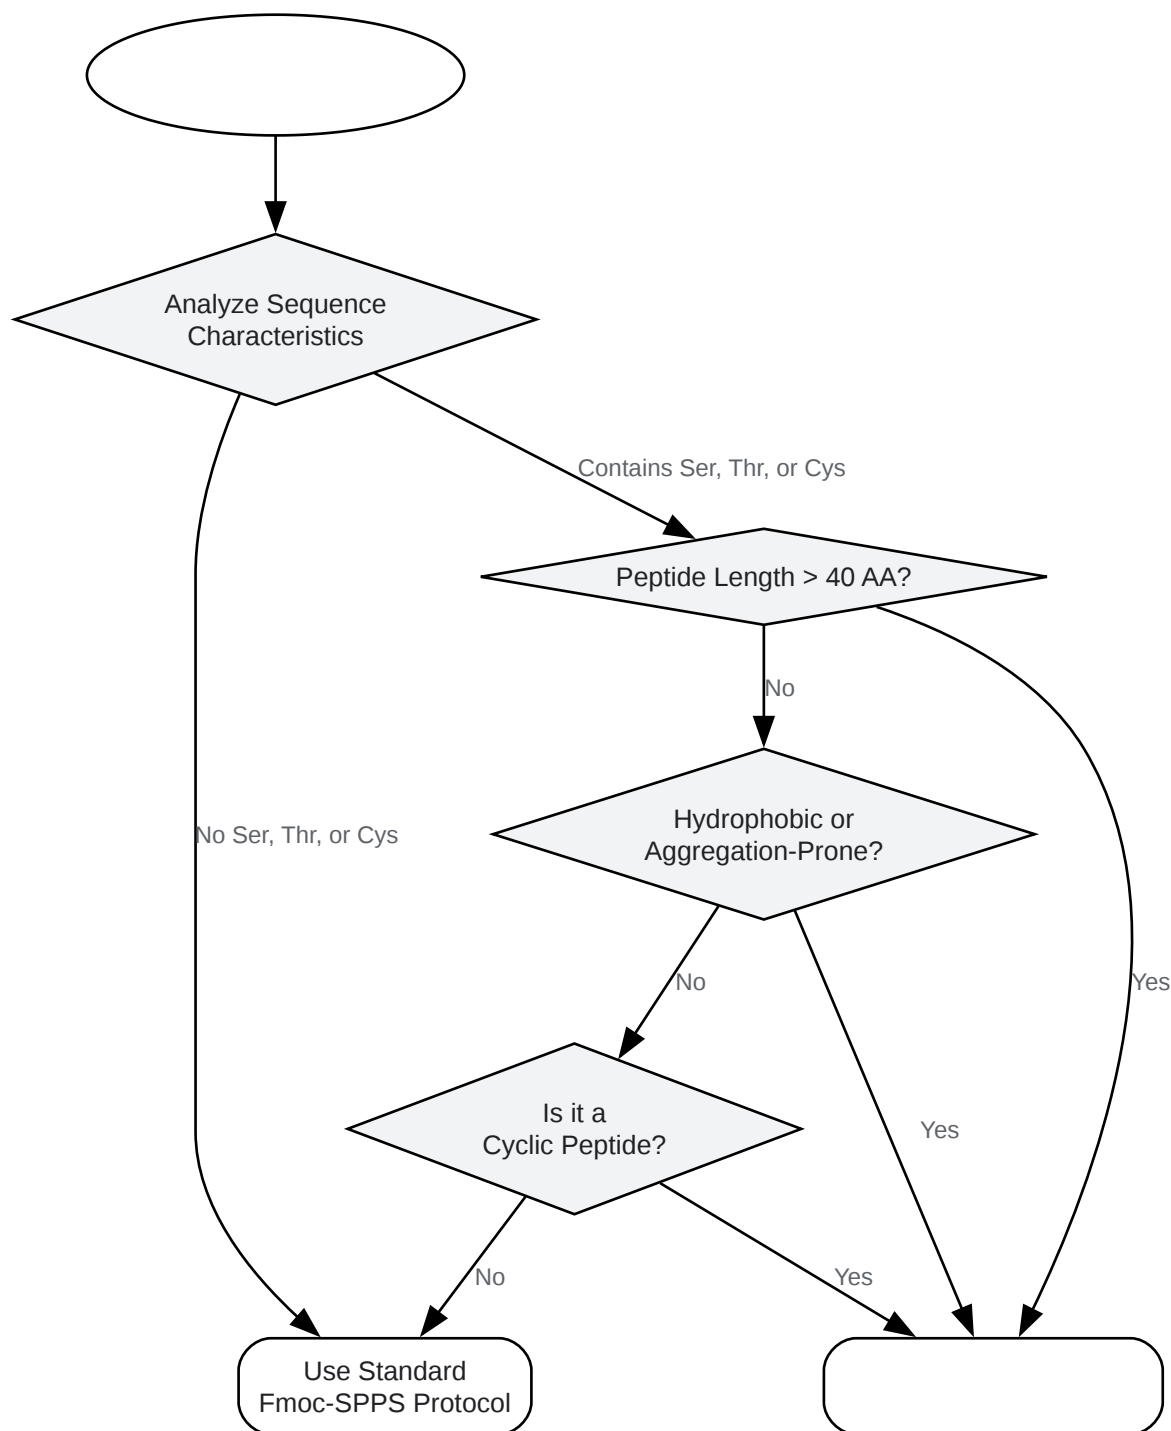 Analyze Sequence
Characteristics
Contains Ser, Thr, or Cys
Peptide Length > 40 AA?
No
Hydrophobic or
Aggregation-Prone?
No Ser, Thr, or Cys
No
Yes
Is it a
Cyclic Peptide?
Yes
No
Yes
Use Standard
Fmoc-SPPS Protocol